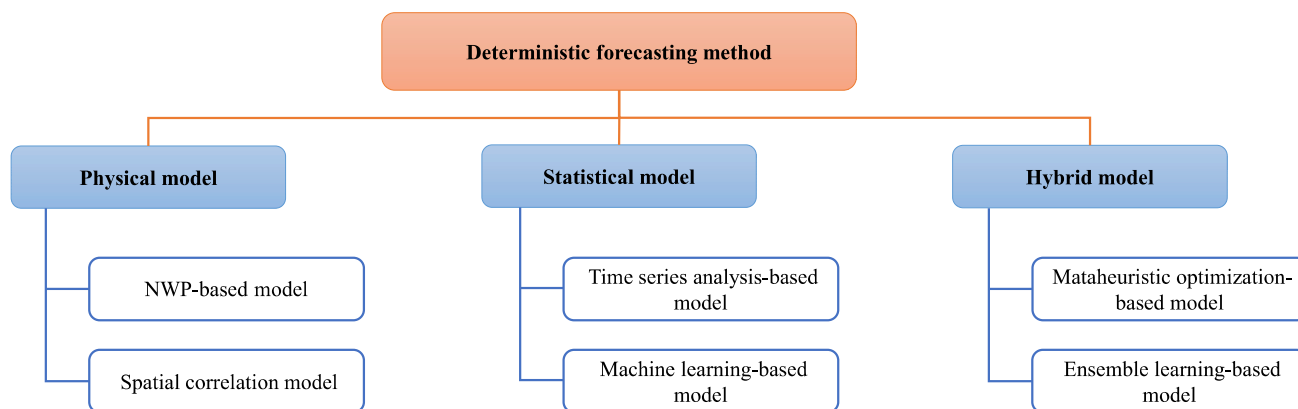 Deterministic forecasting method
Physical model
Statistical model
Hybrid model
NWP-based model
Time series analysis-based
model
Mataheuristic optimization-
based model
Spatial correlation model
Machine learning-based
model
Ensemble learning-based
model